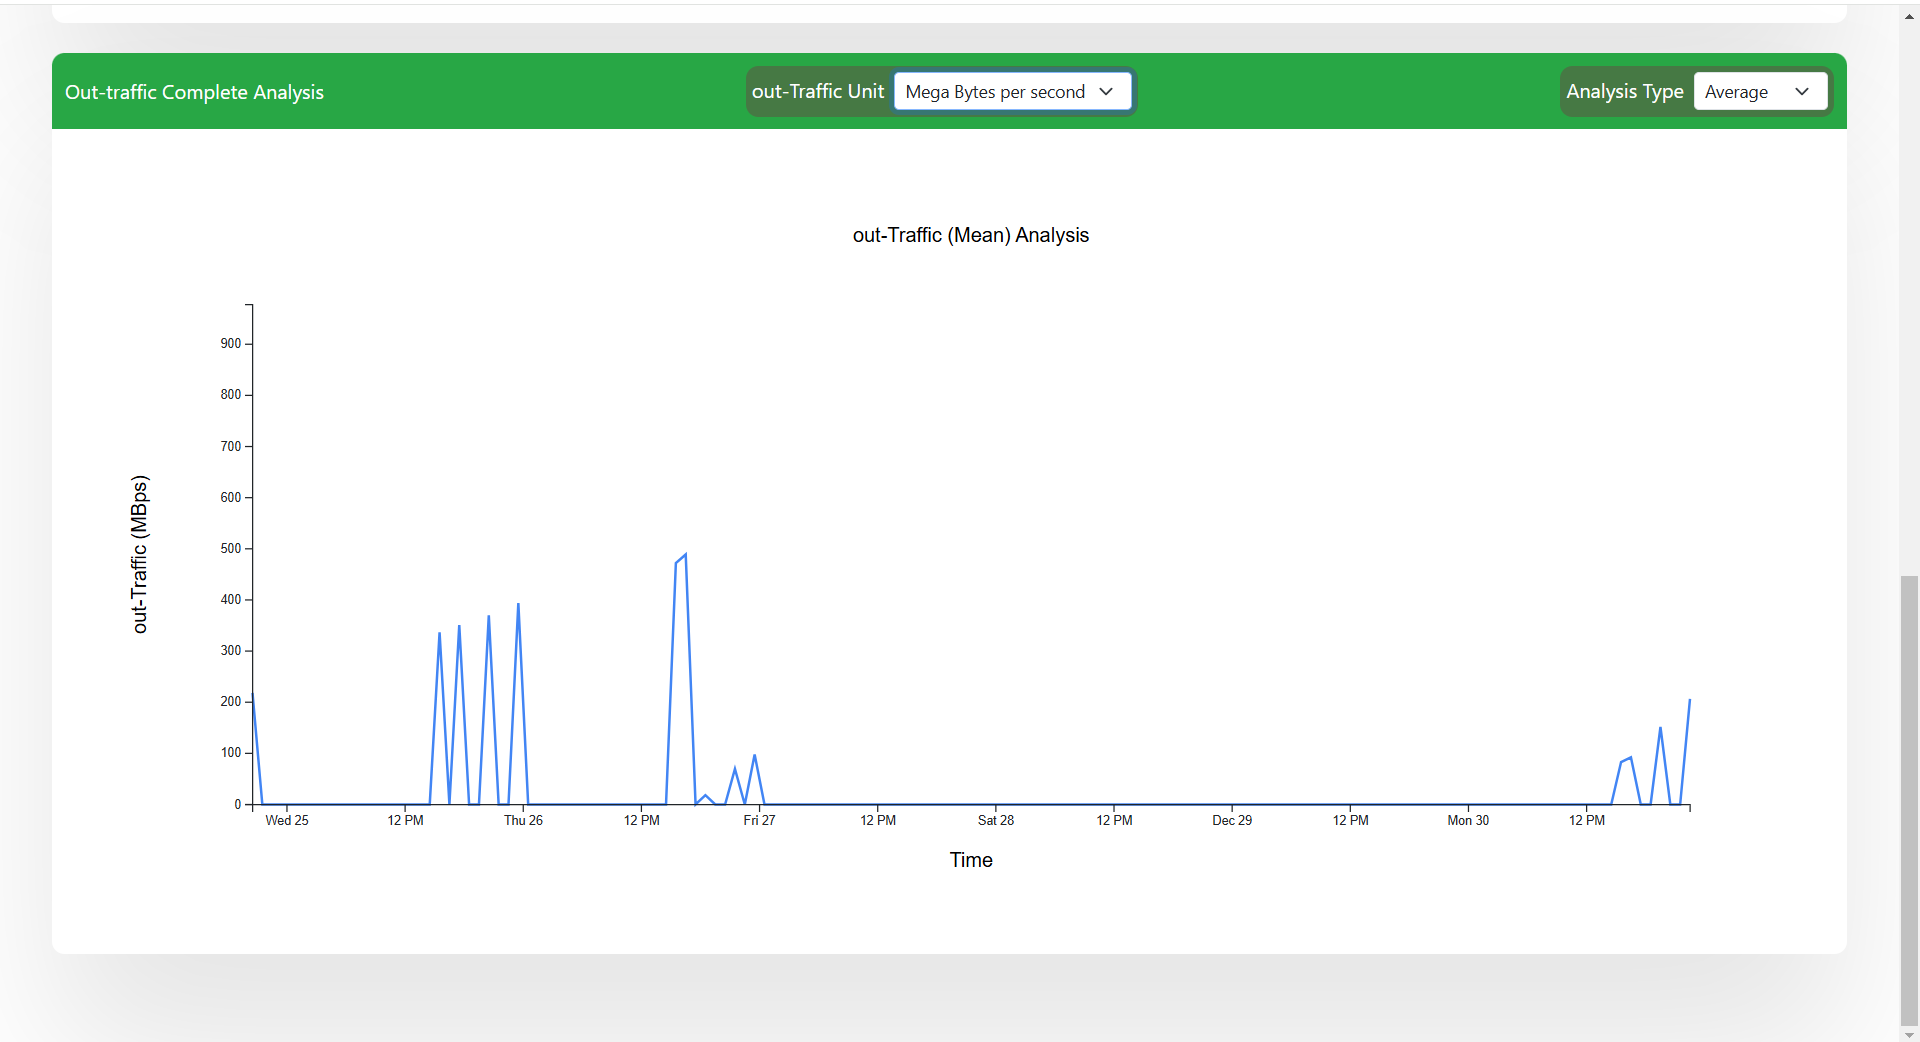 Out-traffic Complete Analysis
out-Traffic Unit
Mega Bytes per second
Analysis Type
Average
out-Traffic (Mean) Analysis
900
800
700
600
500
400
300
200
100
0
out-Traffic (MBps)
Wed 25
12 PM
Thu 26
12 PM
Fri 27
12 PM
Sat 28
12 PM
Dec 29
12 PM
Mon 30
12 PM
Time